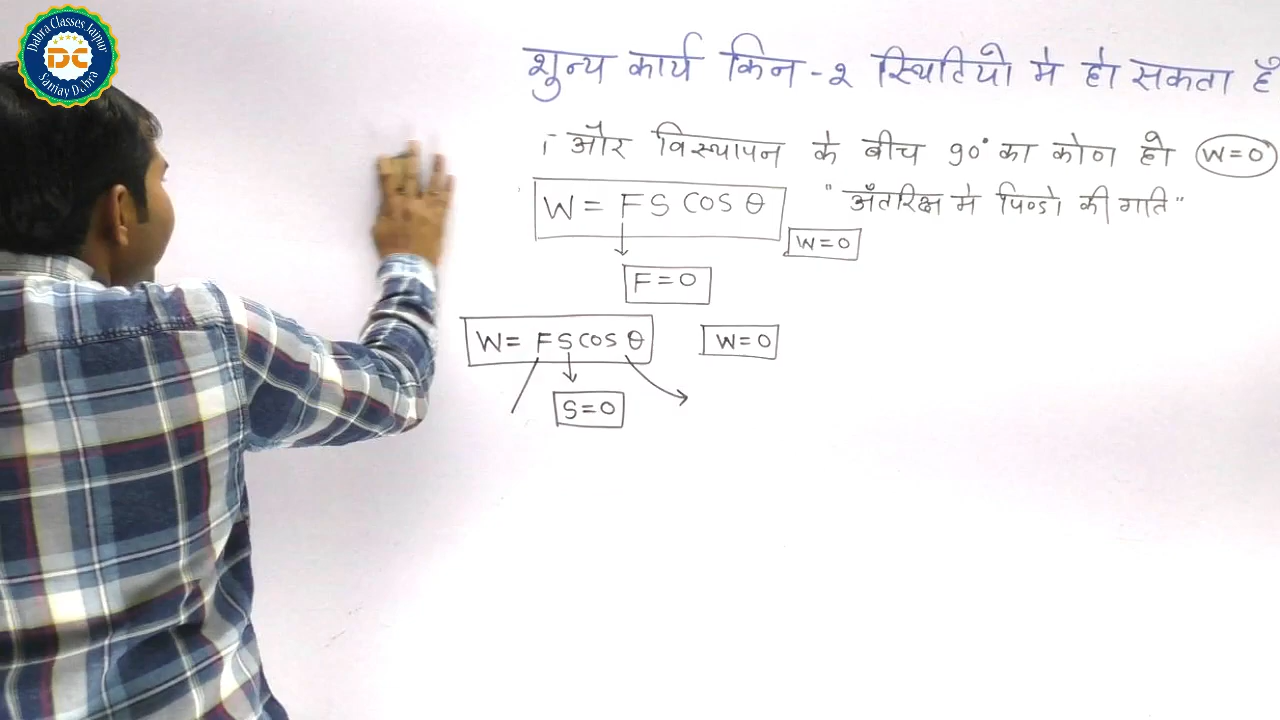 Dabra Classes Jaipur
DC
Sanjay Dabra
शुन्य कार्य किन-२ स्थितियो मे हो सकता है
और विस्थापन के बीच 90° का कोण हो W=0
W = FS COS θ "अँतरिक्ष मे पिण्डो की गति"
W=0
F=0
W= FS COS θ W=0
S=0